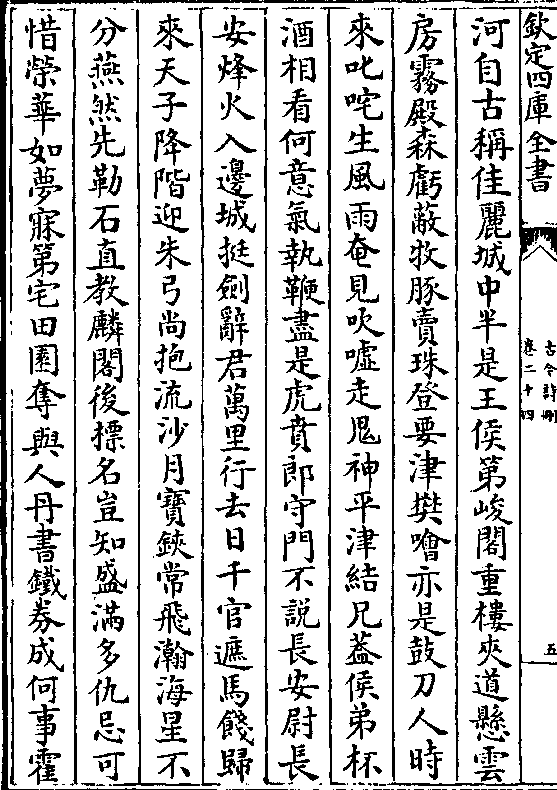 欽定四庫全書
古今詩刪
卷二十四
五
河自古稱佳麗城中半是王侯第峻閣重樓夾道懸雲
房霧殿森虧蔽牧豚賣珠登要津樊噲亦是鼓刀人時
來叱咤生風雨奄見吹噓走鬼神平津結兄葢侯弟杯
酒相看何意氣執鞭盡是虎賁郎守門不說長安尉長
安烽火入邊城挺劍辭君萬里行去日千官遮馬餞歸
來天子降階迎朱弓尚抱流沙月寶鋏常飛瀚海星不
分燕然先勒石直教麟閣後標名豈知盛滿多仇忌可
惜榮華如夢寐第宅田園奪與人丹書鐵券成何事霍